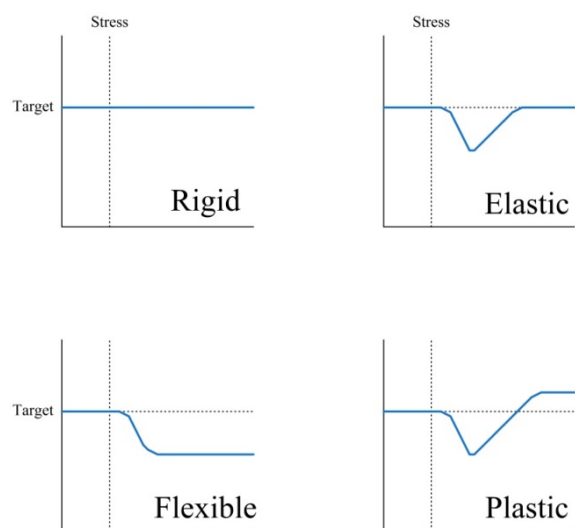 Stress
Stress
Target
Rigid
Elastic
Target
Flexible
Plastic